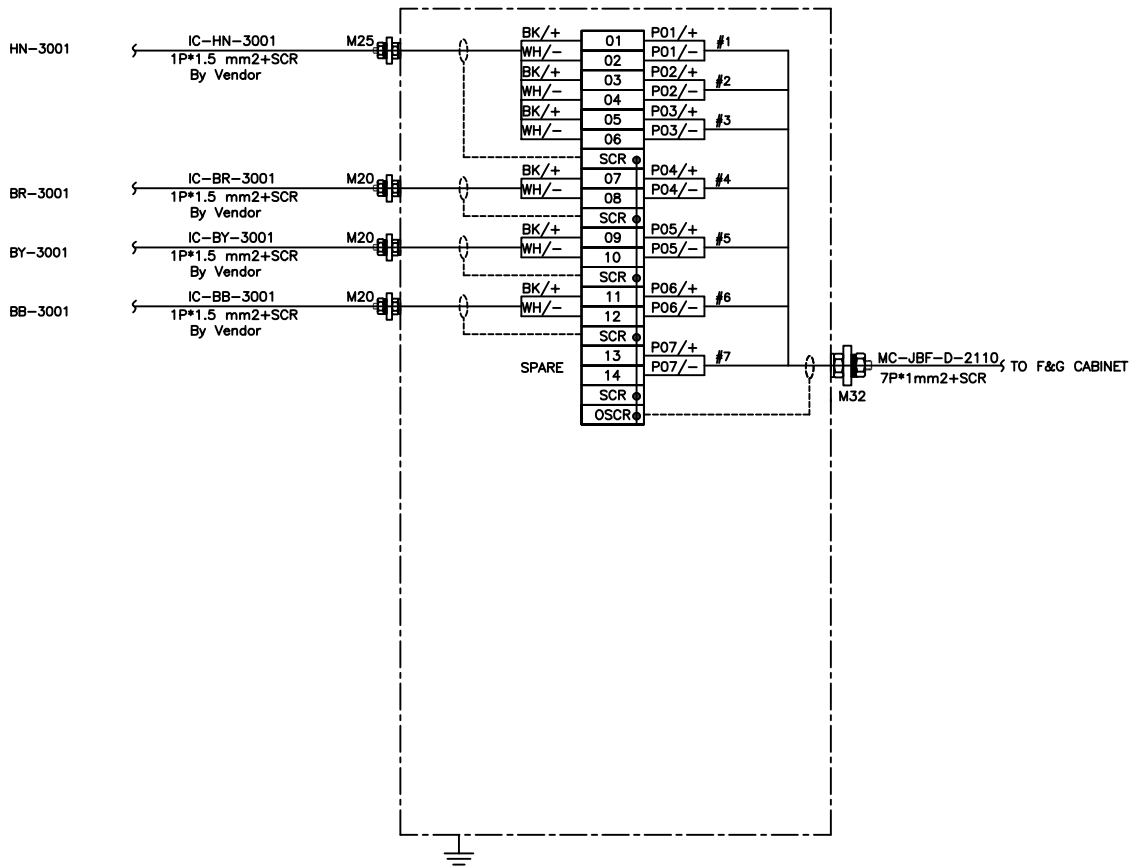 HN-3001
IC-HN-3001
M25
1P*1.5 mm2+SCR
By Vendor
BR-3001
IC-BR-3001
M20
1P*1.5 mm2+SCR
By Vendor
BY-3001
IC-BY-3001
M20
1P*1.5 mm2+SCR
By Vendor
BB-3001
IC-BB-3001
M20
1P*1.5 mm2+SCR
By Vendor
BK/+ 01 P01/+
WH/- 02 P01/- #1
BK/+ 03 P02/+
WH/- 04 P02/- #2
BK/+ 05 P03/+
WH/- 06 P03/- #3
SCR
BK/+ 07 P04/+
WH/- 08 P04/- #4
SCR
BK/+ 09 P05/+
WH/- 10 P05/- #5
SCR
BK/+ 11 P06/+
WH/- 12 P06/- #6
SCR
SPARE 13 P07/+
14 P07/- #7
SCR
OSCR
MC-JBF-D-2110
7P*1mm2+SCR
M32
TO F&G CABINET